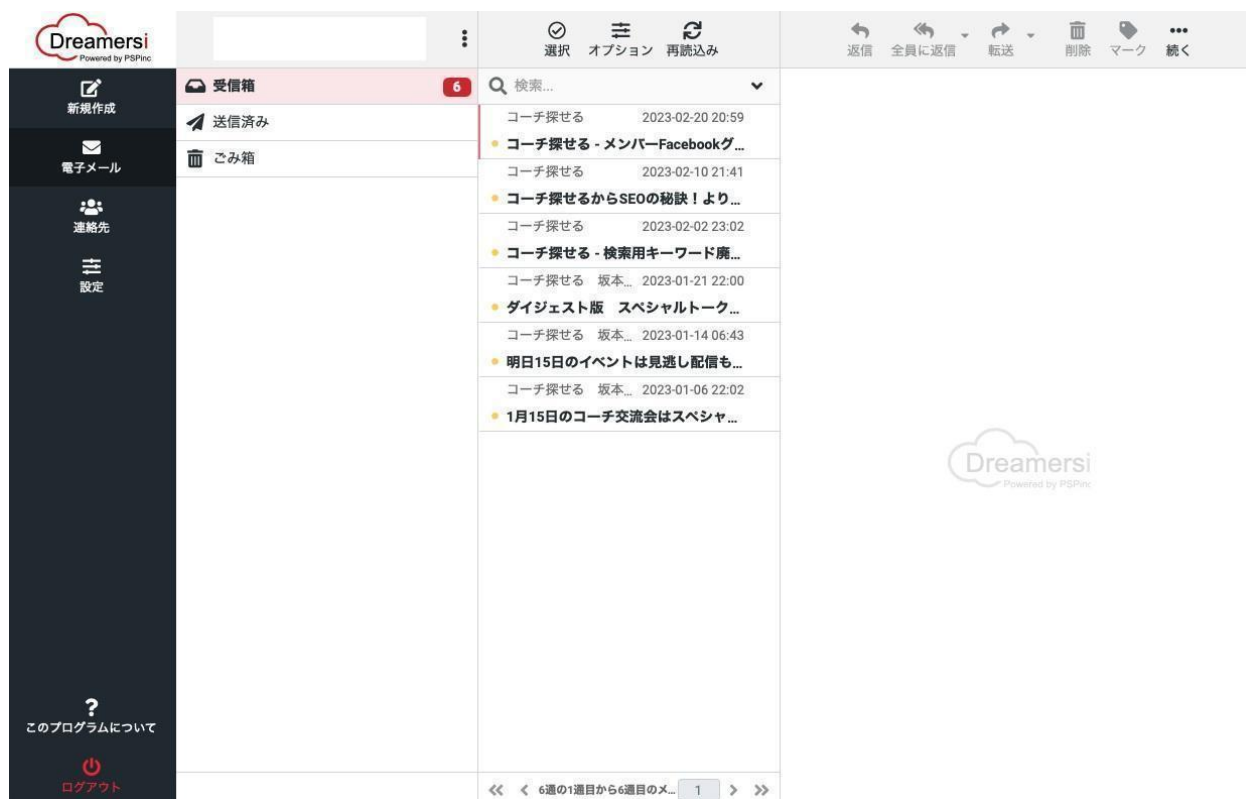 Dreamersi
Powered by PSPinc
新規作成
電子メール
連絡先
設定
このプログラムについて
ログアウト
受信箱 6
送信済み
ごみ箱
選択 オプション 再読込み
検索...
コーチ探せる 2023-02-20 20:59
コーチ探せる - メンバーFacebookグ...
コーチ探せる 2023-02-10 21:41
コーチ探せるからSEOの秘訣！より...
コーチ探せる 2023-02-02 23:02
コーチ探せる - 検索用キーワード廃...
コーチ探せる 坂本... 2023-01-21 22:00
ダイジェスト版 スペシャルトーク...
コーチ探せる 坂本... 2023-01-14 06:43
明日15日のイベントは見逃し配信も...
コーチ探せる 坂本... 2023-01-06 22:02
1月15日のコーチ交流会はスペシャ...
6通の1通目から6通目のメ... 1
返信 全員に返信 転送 削除 マーク 続く
Dreamersi
Powered by PSPinc